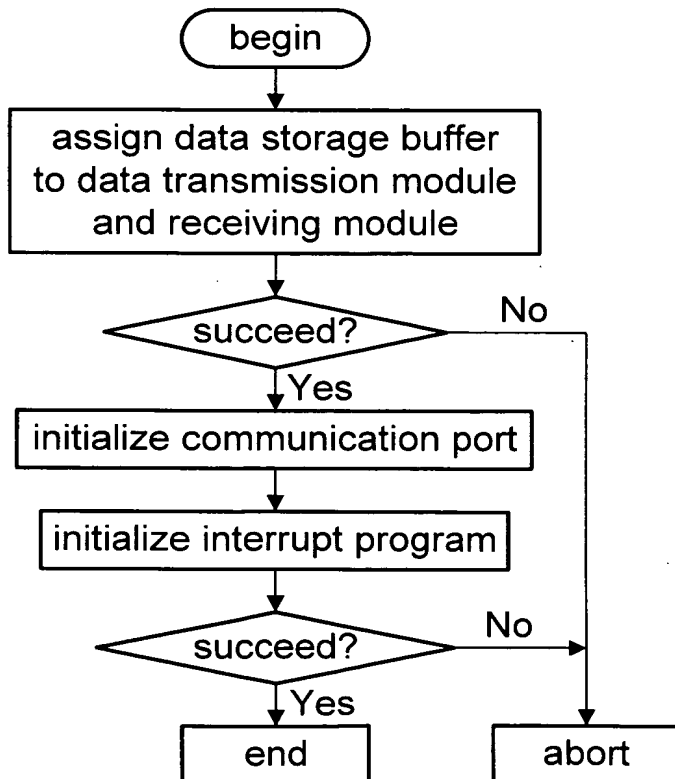 begin
assign data storage buffer
to data transmission module
and receiving module
succeed?
No
Yes
initialize communication port
initialize interrupt program
succeed?
No
Yes
end
abort